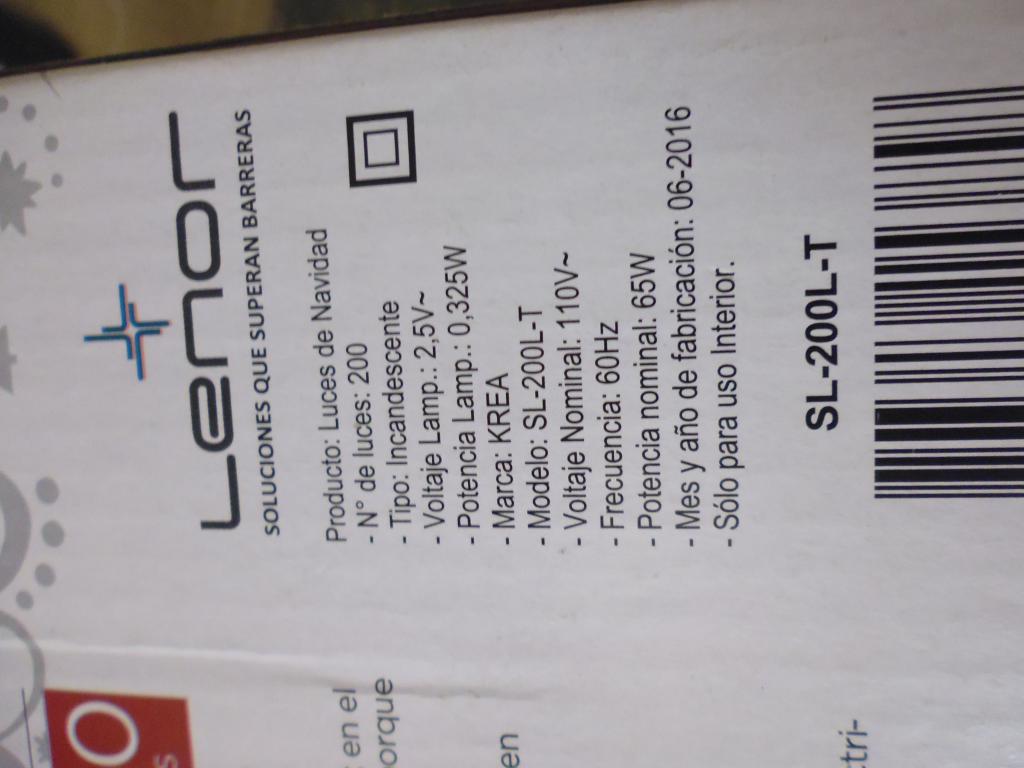 Lenor
SOLUCIONES QUE SUPERAN BARRERAS
Producto: Luces de Navidad
- N° de luces: 200
- Tipo: Incandescente
- Voltaje Lamp.: 2,5V~
- Potencia Lamp.: 0,325W
- Marca: KREA
- Modelo: SL-200L-T
- Voltaje Nominal: 110V~
- Frecuencia: 60Hz
- Potencia nominal: 65W
- Mes y año de fabricación: 06-2016
- Sólo para uso Interior.
SL-200L-T
en el
orque
en
ctri-
O
s